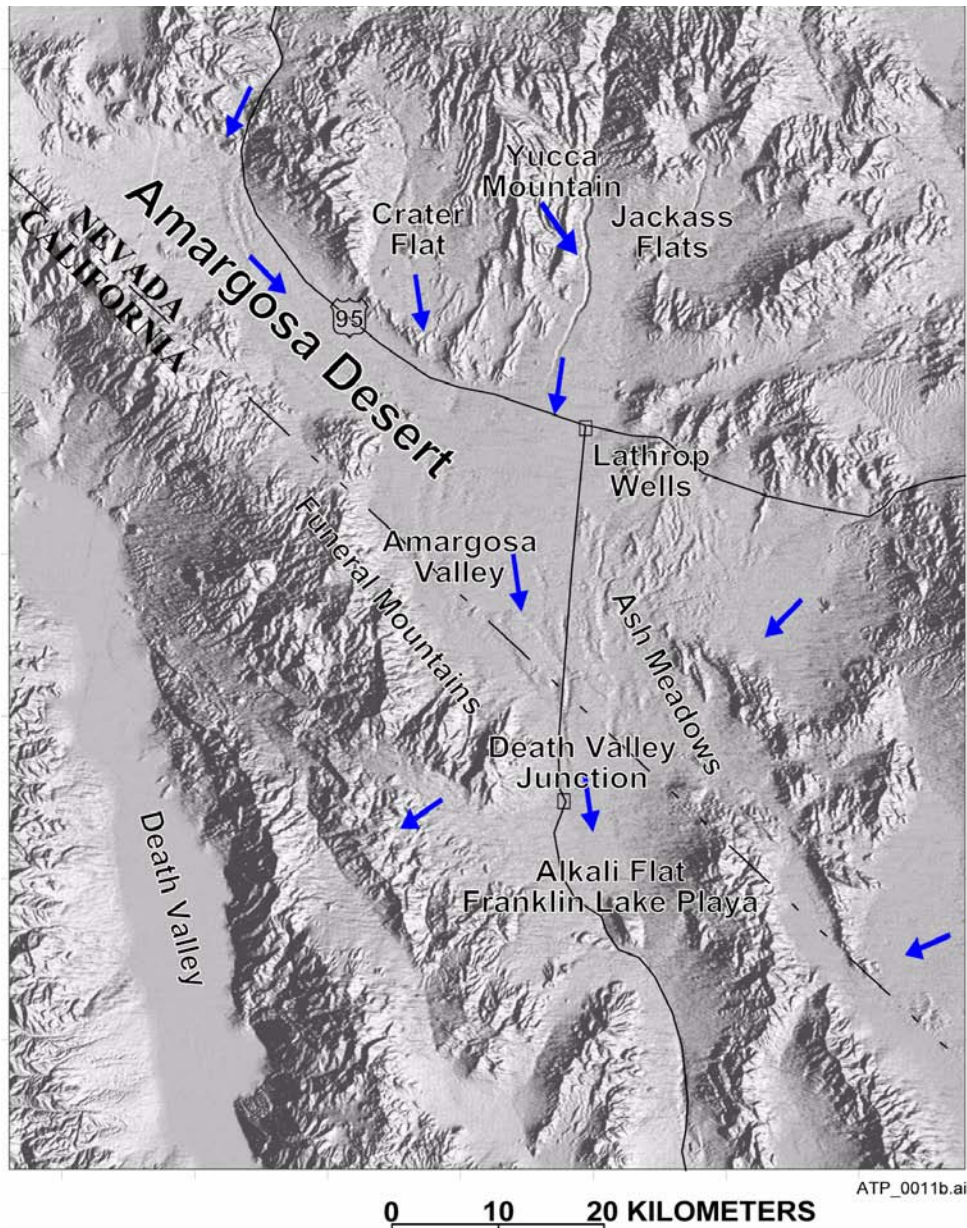 Yucca
Mountain
Crater
Flat
Jackass
Flats
Amargosa Desert
NEVADA
CALIFORNIA
95
Lathrop
Wells
Funeral Mountains
Amargosa
Valley
Ash Meadows
Death Valley
Junction
Death Valley
Alkali Flat
Franklin Lake Playa
ATP_0011b.ai
0 10 20 KILOMETERS